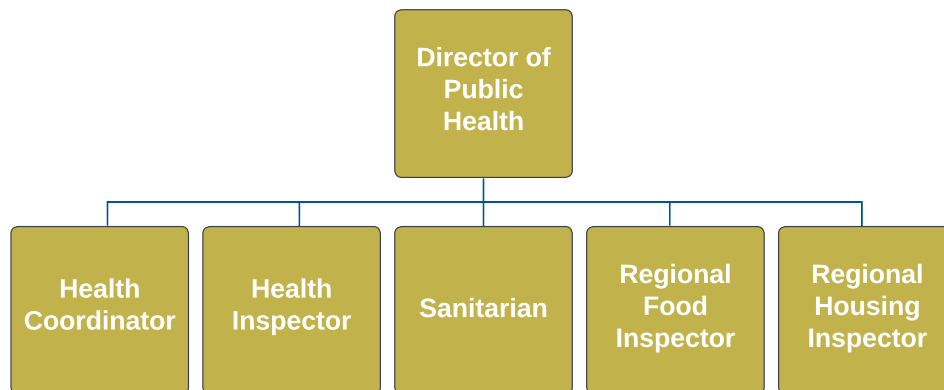 Director of
Public
Health
Health
Coordinator
Health
Inspector
Sanitarian
Regional
Food
Inspector
Regional
Housing
Inspector